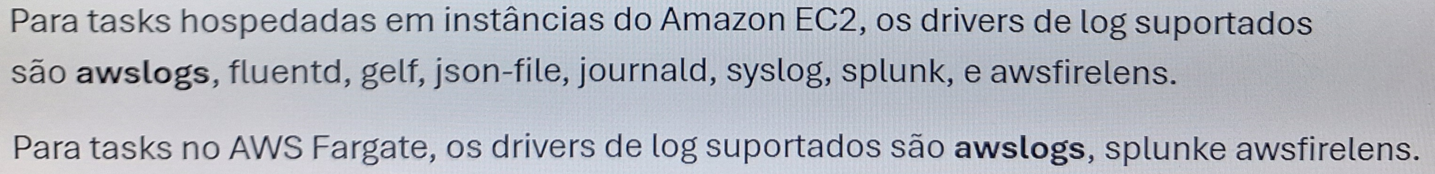 Para tasks hospedadas em instâncias do Amazon EC2, os drivers de log suportados
são awslogs, fluentd, gelf, json-file, journald, syslog, splunk, e awsfirelens.
Para tasks no AWS Fargate, os drivers de log suportados são awslogs, splunke awsfirelens.